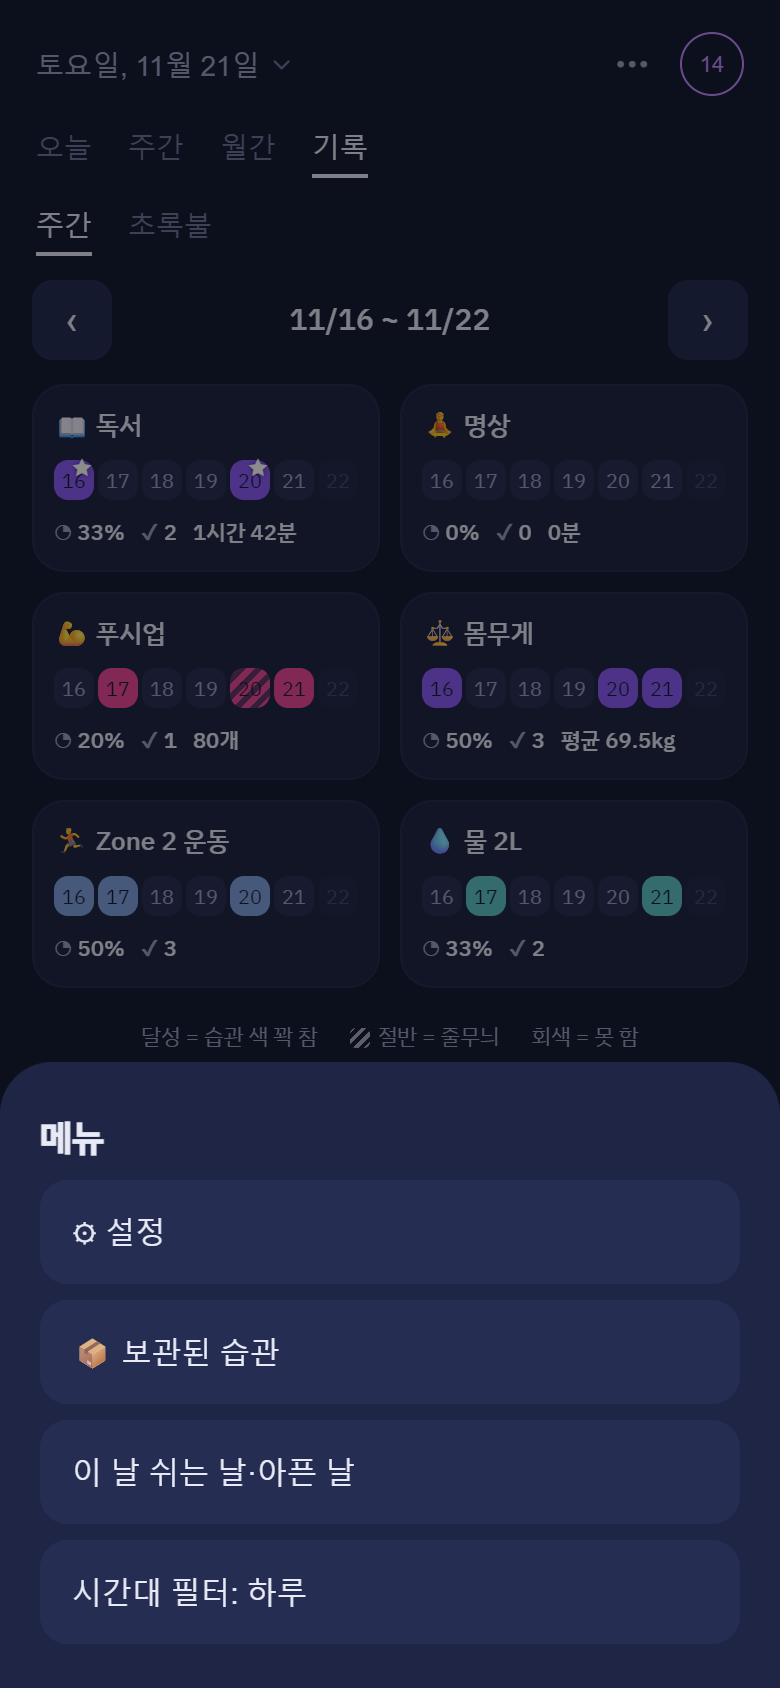 토요일, 11월 21일
14
오늘 주간 월간 기록
주간 초록불
‹ 11/16 ~ 11/22 ›
📖 독서
16 17 18 19 20 21 22
33% ✓ 2 1시간 42분
🧘 명상
16 17 18 19 20 21 22
0% ✓ 0 0분
💪 푸시업
16 17 18 19 20 21 22
20% ✓ 1 80개
⚖️ 몸무게
16 17 18 19 20 21 22
50% ✓ 3 평균 69.5kg
🏃 Zone 2 운동
16 17 18 19 20 21 22
50% ✓ 3
💧 물 2L
16 17 18 19 20 21 22
33% ✓ 2
달성 = 습관 색 꽉 참 절반 = 줄무늬 회색 = 못 함
메뉴
⚙ 설정
📦 보관된 습관
이 날 쉬는 날·아픈 날
시간대 필터: 하루